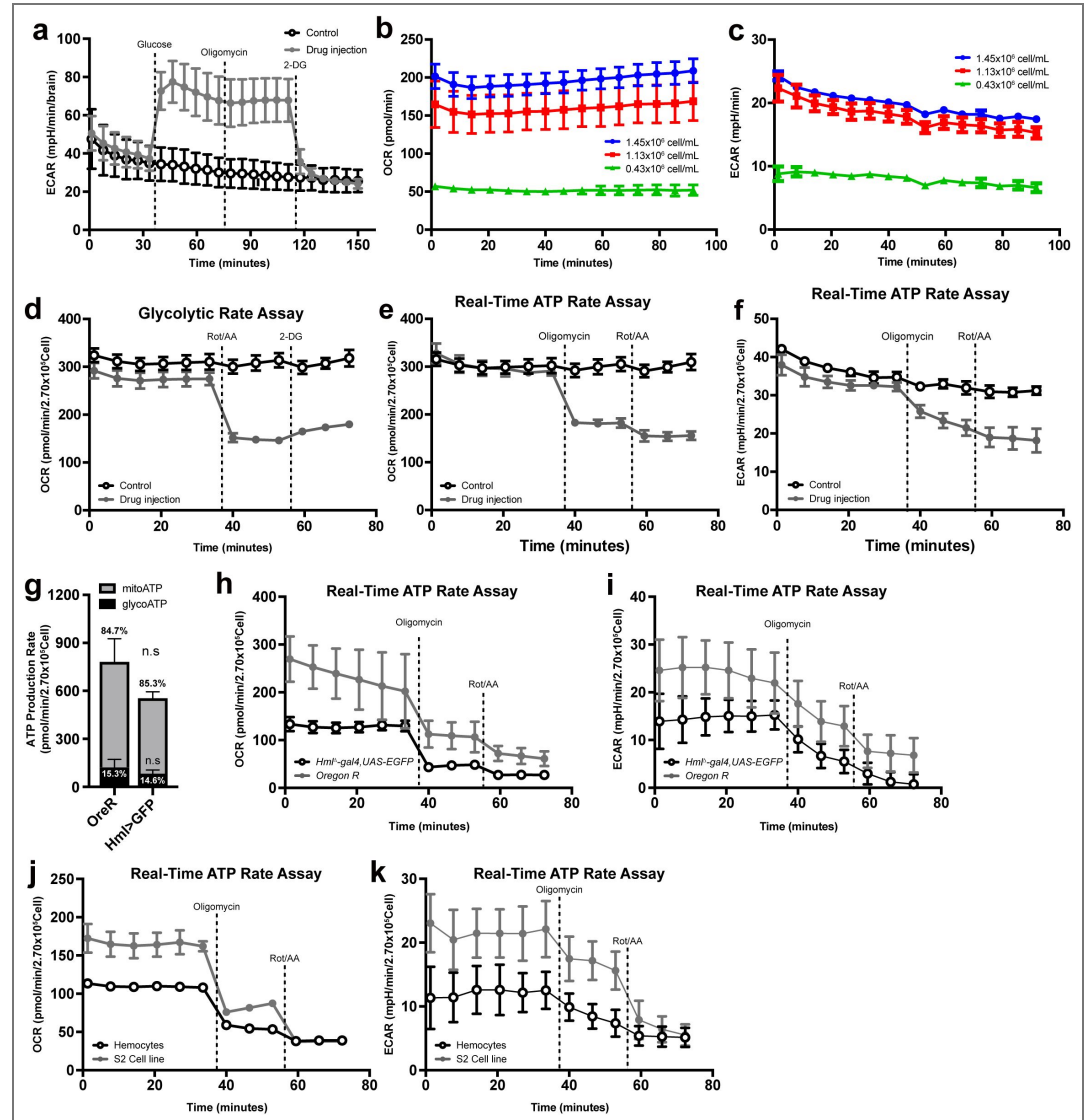 a
Glucose
Oligomycin
2-DG
Control
Drug injection
ECAR (mpH/min/brain)
100
80
60
40
20
0
0
30
60
90
120
150
Time (minutes)
b
OCR (pmol/min)
250
200
150
100
50
0
1.45x10⁶ cell/mL
1.13x10⁶ cell/mL
0.43x10⁶ cell/mL
0
20
40
60
80
100
Time (minutes)
c
ECAR (mpH/min)
30
20
10
0
1.45x10⁶ cell/mL
1.13x10⁶ cell/mL
0.43x10⁶ cell/mL
0
20
40
60
80
100
Time (minutes)
d
Glycolytic Rate Assay
Rot/AA
2-DG
OCR (pmol/min/2.70x10⁵Cell)
400
300
200
100
0
Control
Drug injection
0
20
40
60
80
Time (minutes)
e
Real-Time ATP Rate Assay
Oligomycin
Rot/AA
OCR (pmol/min/2.70x10⁵Cell)
400
300
200
100
0
Control
Drug injection
0
20
40
60
80
Time (minutes)
f
Real-Time ATP Rate Assay
Oligomycin
Rot/AA
ECAR (mpH/min/2.70x10⁵Cell)
50
40
30
20
10
0
Control
Drug injection
0
20
40
60
80
Time (minutes)
g
mitoATP
glycoATP
ATP Production Rate
(pmol/min/2.70x10⁵Cell)
1200
900
600
300
0
84.7%
n.s
85.3%
n.s
15.3%
14.6%
OreR
Hml>GFP
h
Real-Time ATP Rate Assay
Oligomycin
Rot/AA
OCR (pmol/min/2.70x10⁵Cell)
400
300
200
100
0
Hmlᐞ-gal4,UAS-EGFP
Oregon R
0
20
40
60
80
Time (minutes)
i
Real-Time ATP Rate Assay
Oligomycin
Rot/AA
ECAR (mpH/min/2.70x10⁵Cell)
40
30
20
10
0
Hmlᐞ-gal4,UAS-EGFP
Oregon R
0
20
40
60
80
Time (minutes)
j
Real-Time ATP Rate Assay
Oligomycin
Rot/AA
OCR (pmol/min/2.70x10⁵Cell)
250
200
150
100
50
0
Hemocytes
S2 Cell line
0
20
40
60
80
Time (minutes)
k
Real-Time ATP Rate Assay
Oligomycin
Rot/AA
ECAR (mpH/min/2.70x10⁵Cell)
30
20
10
0
Hemocytes
S2 Cell line
0
20
40
60
80
Time (minutes)